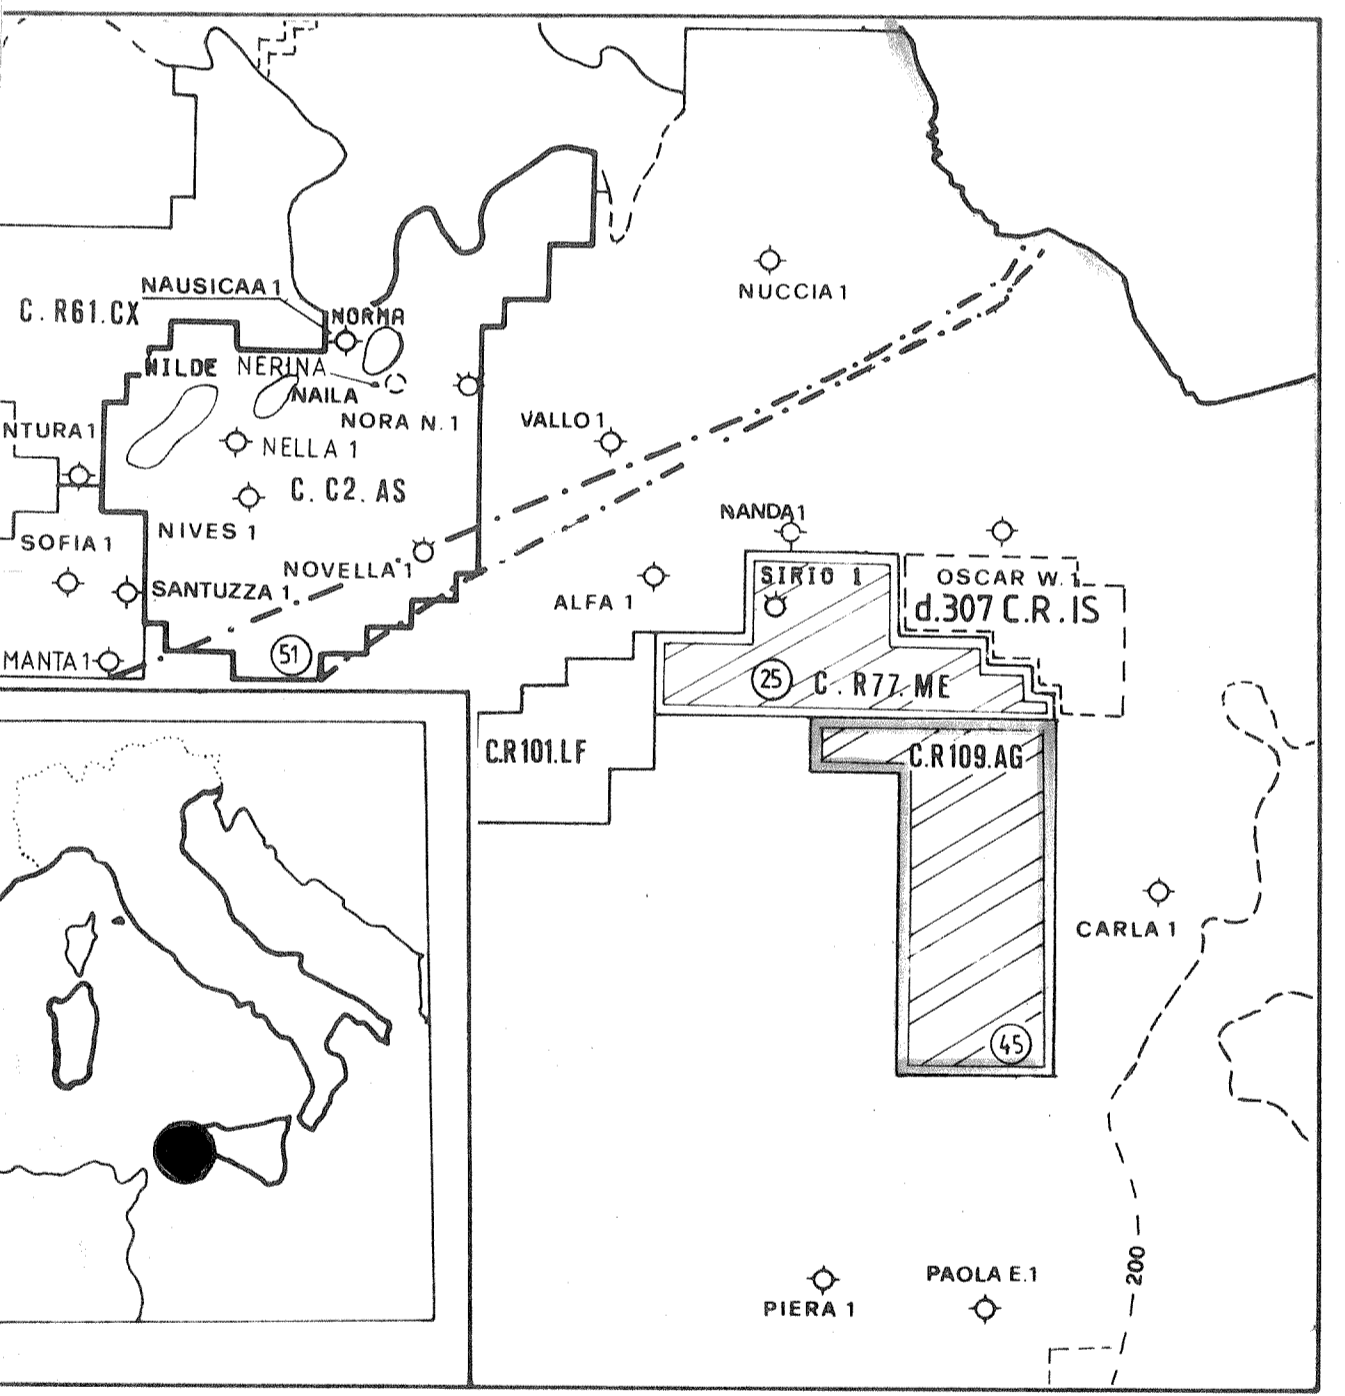 NAUSICAA 1
NUCCIA 1
C. R61.CX
NORMA
NILDE
NERINA
NAILA
NORA N. 1
VALLO 1
NTURA 1
NELLA 1
C. C2. AS
NANDA 1
NIVES 1
SOFIA 1
NOVELLA 1
SIRIO 1
OSCAR W. 1
SANTUZZA 1
ALFA 1
d.307 C.R.IS
MANTA 1
51
25
C. R77. ME
C.R101.LF
C.R109.AG
CARLA 1
45
200
PAOLA E.1
PIERA 1